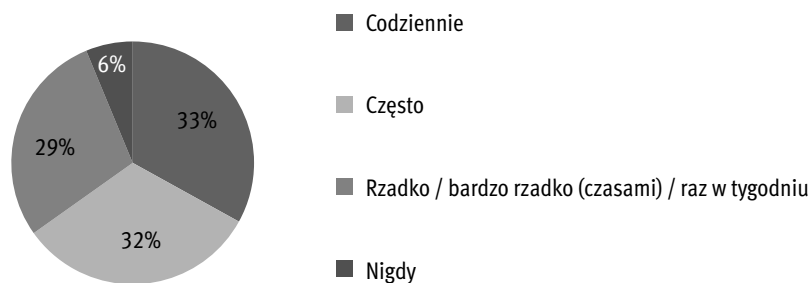 6%
33%
29%
32%
Codziennie
Często
Rzadko / bardzo rzadko (czasami) / raz w tygodniu
Nigdy